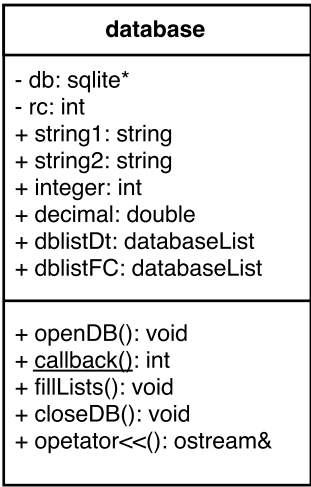 database
- db: sqlite*
- rc: int
+ string1: string
+ string2: string
+ integer: int
+ decimal: double
+ dblistDt: databaseList
+ dblistFC: databaseList
+ openDB(): void
+ callback(): int
+ fillLists(): void
+ closeDB(): void
+ opetator<<(): ostream&